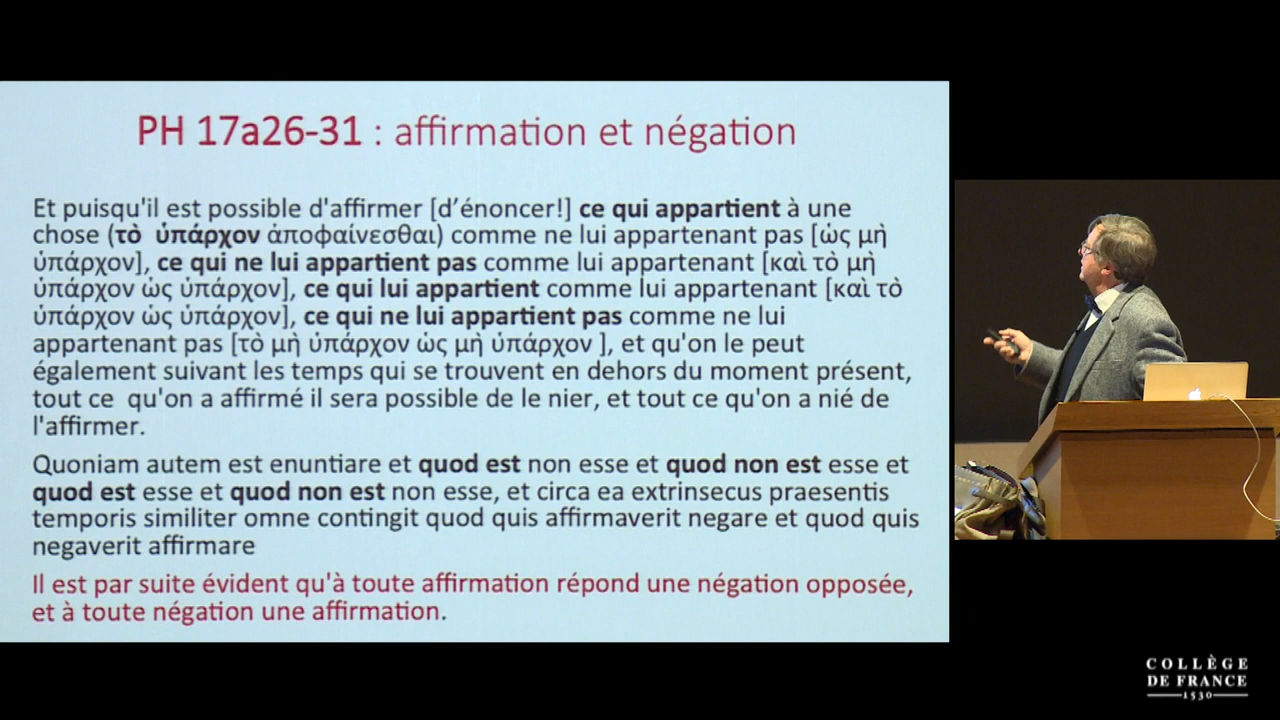 PH 17a26-31 : affirmation et négation
Et puisqu'il est possible d'affirmer [d’énoncer!] ce qui appartient à une
chose (τὸ ὑπάρχον ἀποφαίνεσθαι) comme ne lui appartenant pas [ὡς μὴ
ὑπάρχον], ce qui ne lui appartient pas comme lui appartenant [καὶ τὸ μὴ
ὑπάρχον ὡς ὑπάρχον], ce qui lui appartient comme lui appartenant [καὶ τὸ
ὑπάρχον ὡς ὑπάρχον], ce qui ne lui appartient pas comme ne lui
appartenant pas [τὸ μὴ ὑπάρχον ὡς μὴ ὑπάρχον ], et qu'on le peut
également suivant les temps qui se trouvent en dehors du moment présent,
tout ce qu'on a affirmé il sera possible de le nier, et tout ce qu'on a nié de
l'affirmer.
Quoniam autem est enuntiare et quod est non esse et quod non est esse et
quod est esse et quod non est non esse, et circa ea extrinsecus praesentis
temporis similiter omne contingit quod quis affirmaverit negare et quod quis
negaverit affirmare
Il est par suite évident qu'à toute affirmation répond une négation opposée,
et à toute négation une affirmation.
COLLÈGE
DE FRANCE
1530